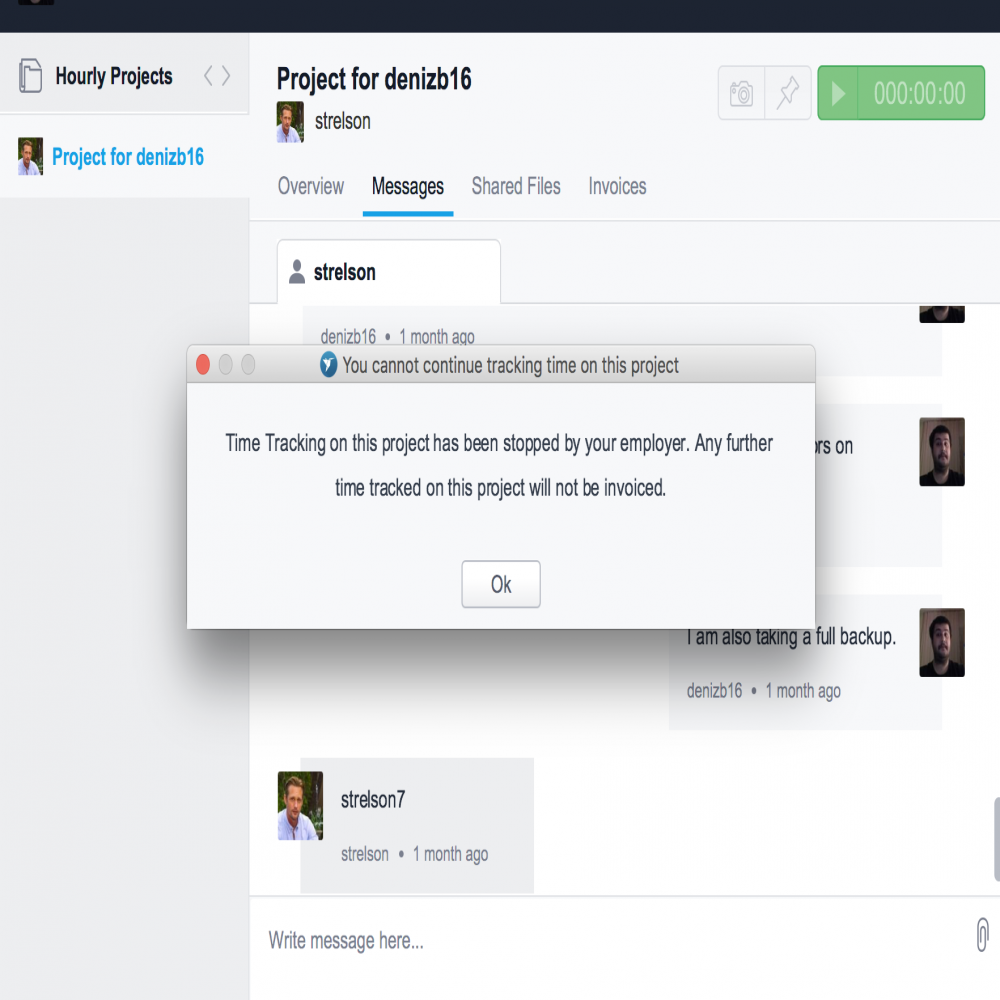 Hourly Projects
Project for denizb16
Project for denizb16
strelson
000:00:00
Overview Messages Shared Files Invoices
strelson
denizb16 • 1 month ago
You cannot continue tracking time on this project
Time Tracking on this project has been stopped by your employer. Any further
time tracked on this project will not be invoiced.
Ok
on
I am also taking a full backup.
denizb16 • 1 month ago
strelson7
strelson • 1 month ago
Write message here...